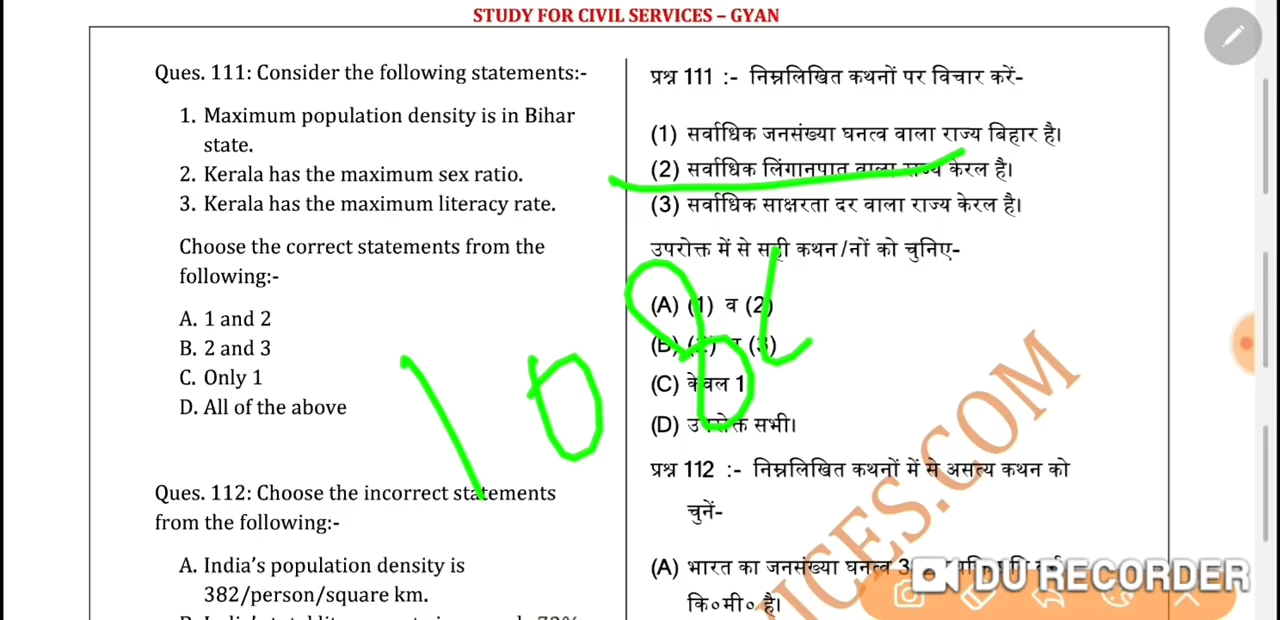 STUDY FOR CIVIL SERVICES – GYAN
Ques. 111: Consider the following statements:-
1. Maximum population density is in Bihar
state.
2. Kerala has the maximum sex ratio.
3. Kerala has the maximum literacy rate.
Choose the correct statements from the
following:-
A. 1 and 2
B. 2 and 3
C. Only 1
D. All of the above
Ques. 112: Choose the incorrect statements
from the following:-
A. India's population density is
382/person/square km.
प्रश्न 111 :- निम्नलिखित कथनों पर विचार करें-
(1) सर्वाधिक जनसंख्या घनत्व वाला राज्य बिहार है।
(2) सर्वाधिक लिंगानुपात वाला राज्य केरल है।
(3) सर्वाधिक साक्षरता दर वाला राज्य केरल है।
उपरोक्त में से सही कथन/नों को चुनिए-
(A) (1) व (2)
(B) (2) व (3)
(C) केवल 1
(D) उपरोक्त सभी।
प्रश्न 112 :- निम्नलिखित कथनों में से असत्य कथन को
चुनें-
(A) भारत का जनसंख्या घनत्व
कि०मी० है।
108
ICES.COM
DU RECORDER